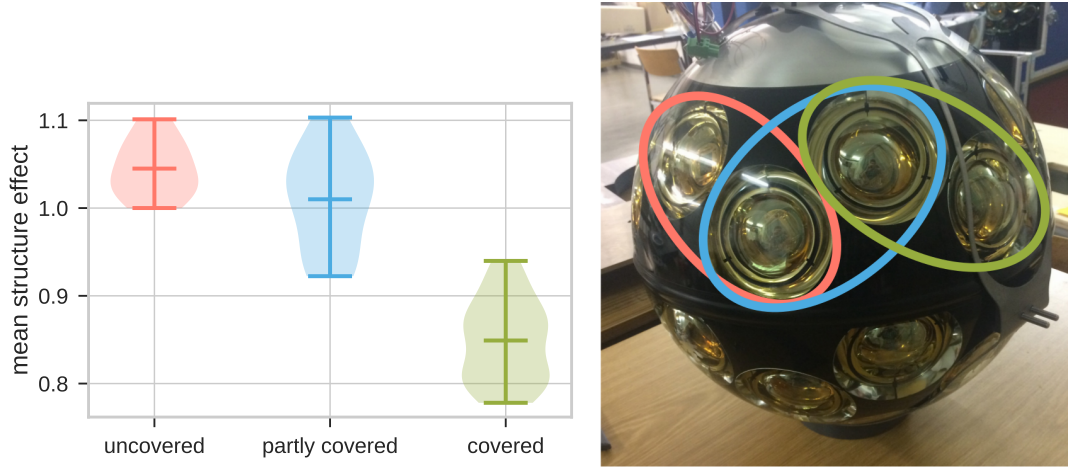 mean structure effect
1.1
1.0
0.9
0.8
uncovered
partly covered
covered